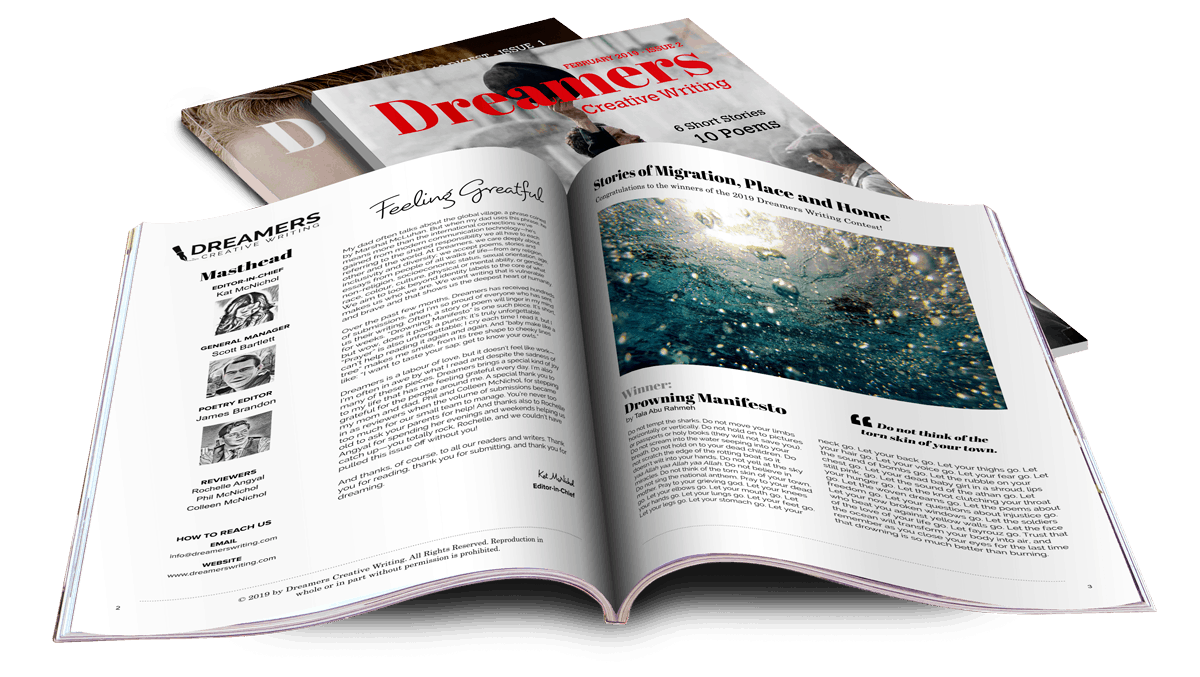 DIGEST · ISSUE 1
D
FEBRUARY 2019 · ISSUE 2
Dreamers
Creative Writing
6 Short Stories
10 Poems
DREAMERS
CREATIVE WRITING
Masthead
EDITOR-IN-CHIEF
Kat McNichol
GENERAL MANAGER
Scott Bartlett
POETRY EDITOR
James Brandon
REVIEWERS
Rochelle Angyal
Phil McNichol
Colleen McNichol
HOW TO REACH US
EMAIL
info@dreamerswriting.com
WEBSITE
www.dreamerswriting.com
Feeling Greatful
My dad often talks about the global village, a phrase coined
by Marshal McLuhan. But when my dad uses this phrase, he
means more than the international connections we've
gained from modern communication technology—he's
referring to the shared responsibility we all have to each
other and the world. At Dreamers, we care deeply about
inclusivity and diversity; we accept poems, stories and
essays from people of all walks of life—from any religion,
non-religion, socioeconomic status, sexual orientation, age,
race, colour, culture, physical or mental ability, or gender.
We aim to look beyond identity labels to the core of what
makes us who we are. We want writing that is vulnerable
and brave and that shows us the deepest heart of humanity.
Over the past few months, Dreamers has received hundreds
of submissions, and I'm so proud of everyone who has sent
us their writing. Often, a story or poem will linger in my mind
for weeks. "Drowning Manifesto" is one such piece. It's short,
but wow, does it pack a punch; it's truly unforgettable.
"Prayer" is also unforgettable; I cry each time I read it, but I
can't help reading it again and again. And "baby make like a
tree", makes me smile, from its tree shape to cheeky lines
like: "I want to taste your sap; get to know your oats"
Dreamers is a labour of love, but it doesn't feel like work—
I'm often in awe by what I read and despite the sadness of
many of these pieces, Dreamers brings a special kind of joy
to my life that has me feeling grateful every day. I'm also
grateful for the people around me. A special thank you to
my mom and dad, Phil and Colleen McNichol, for stepping
in as reviewers when the volume of submissions became
too much for our small team to manage. You're never too
old to ask your parents for help! And thanks also to Rochelle
Angyal for spending her evenings and weekends helping us
catch up—you totally rock, Rochelle, and we couldn't have
pulled this issue off without you!
And thanks, of course, to all our readers and writers. Thank
you for reading, thank you for submitting, and thank you for
dreaming.
Kat McNichol
Editor-in-Chief
© 2019 by Dreamers Creative Writing. All Rights Reserved. Reproduction in
whole or in part without permission is prohibited.
2
Stories of Migration, Place and Home
Congratulations to the winners of the 2019 Dreamers Writing Contest!
Winner:
Drowning Manifesto
by Tala Abu Rahmeh
Do not tempt the sharks. Do not move your limbs
horizontally or vertically. Do not hold on to pictures
or passports or holy books (they will not save you).
Do not scream into the water seeping into your
breath. Do not hold on to your dead children. Do
not scratch the edge of the rotting boat so it
doesn't wilt into your hands. Do not yell at the sky
yaa Allah yaa Allah yaa Allah. Do not believe in
miracles. Do not think of the torn skin of your town.
Do not sing the national anthem. Pray to your dead
mother. Pray to your grieving god. Let your knees
go. Let your elbows go. Let your mouth go. Let
your hands go. Let your lungs go. Let your feet go.
Let your legs go. Let your stomach go. Let your
“ Do not think of the
torn skin of your town.
neck go. Let your back go. Let your thighs go. Let
your hair go. Let your voice go. Let your fear go. Let
the sound of bombs go. Let the rubble on your
chest go. Let your dead baby girl in a shroud, lips
still pink, go. Let the sound of the athan go. Let
your hunger go. Let the knot clutching your throat
go. Let the woven dreams go. Let the poems about
Let your now broken windows go. Let the soldiers
who beat you against yellow walls go. Let the face
of the love of your life go. Let Fayrouz go. Trust that
the ocean will transform your body into air, and
remember as you close your eyes for the last time
that drowning is so much better than burning.
3